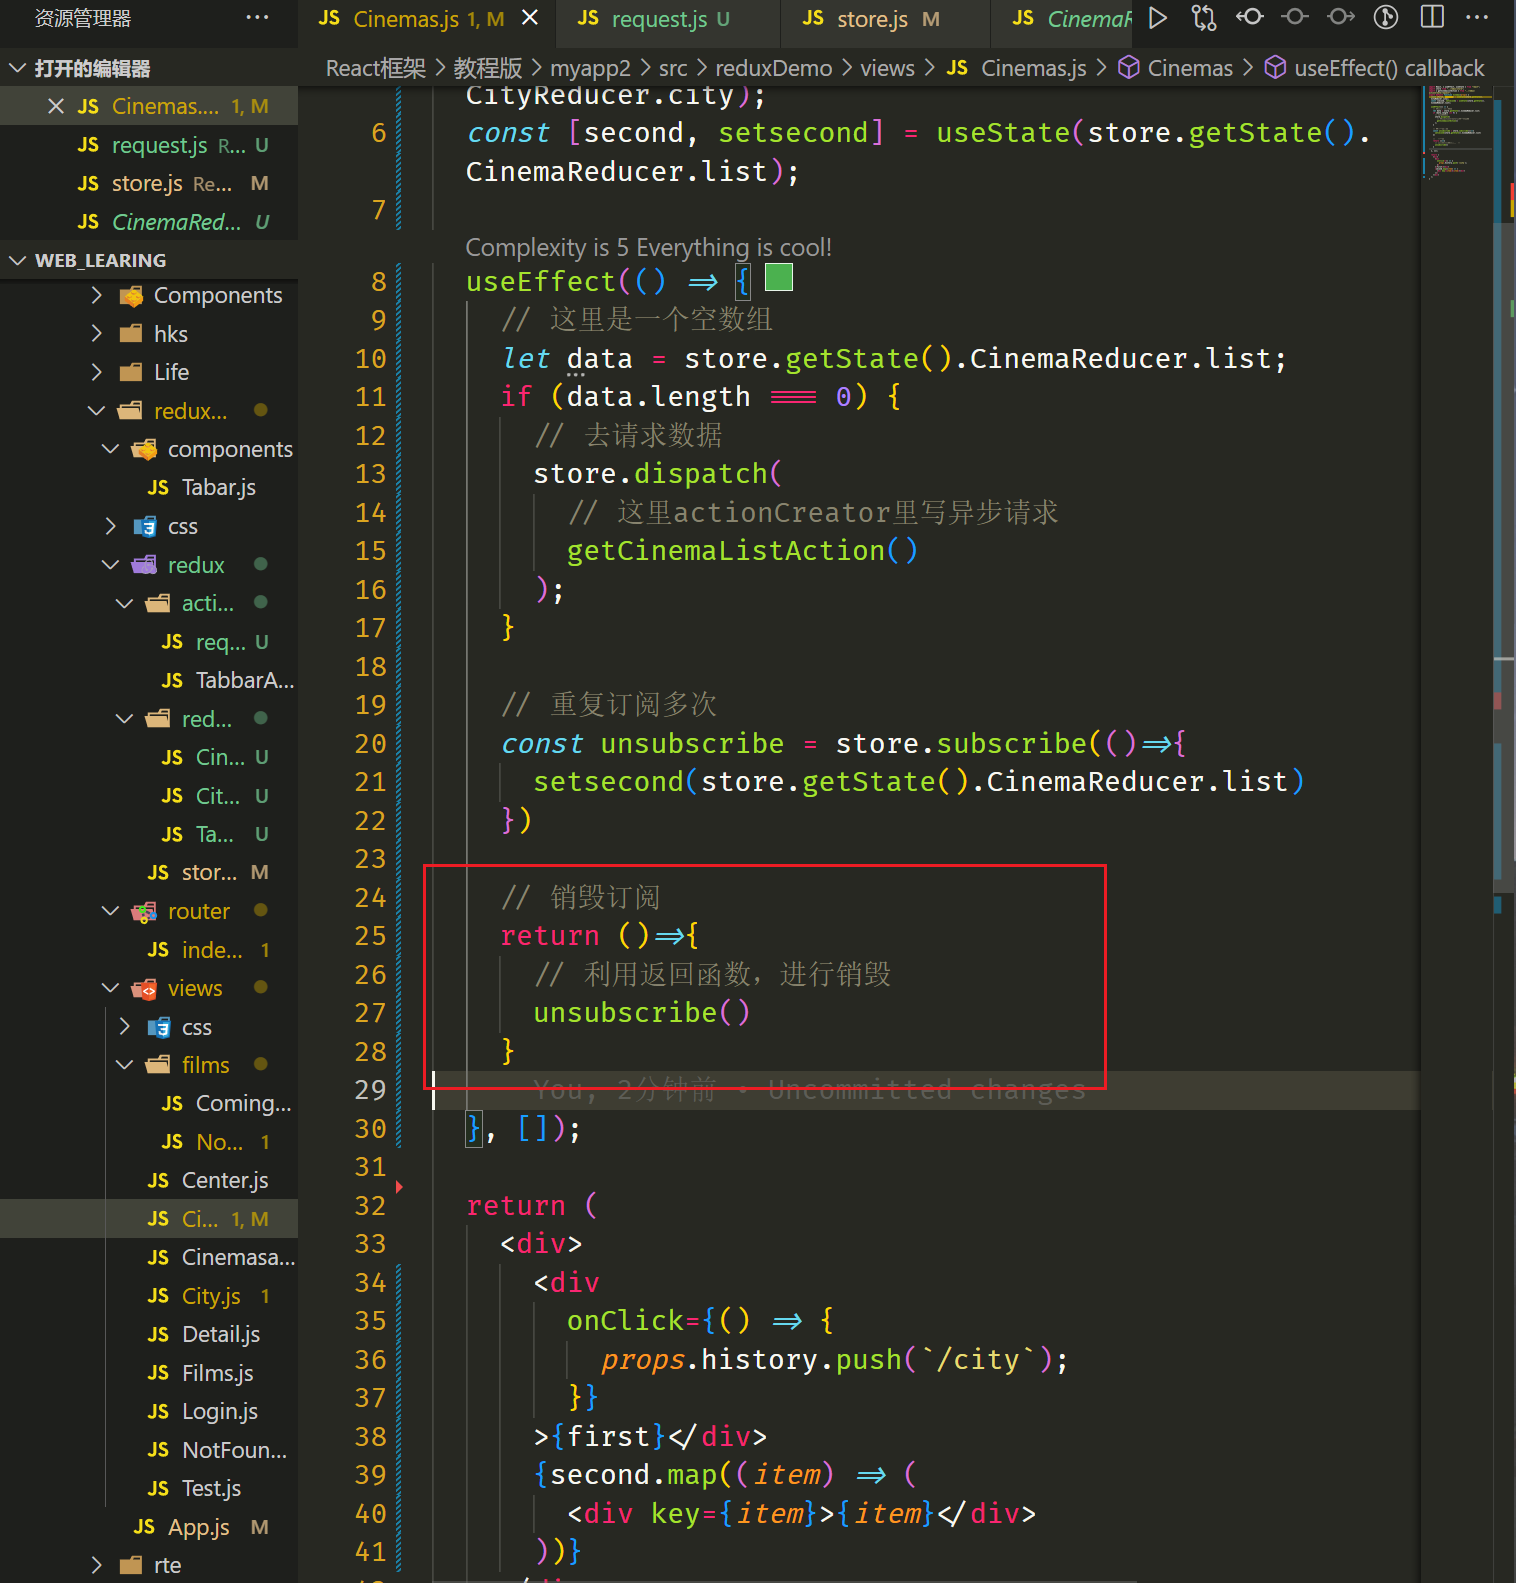 资源管理器 ···
打开的编辑器
JS Cinemas.... 1, M
JS request.js R... U
JS store.js Re... M
JS CinemaRed... U
WEB_LEARING
Components
hks
Life
redux...
components
JS Tabar.js
css
redux
acti...
JS req... U
JS TabbarA...
red...
JS Cin... U
JS Cit... U
JS Ta... U
JS stor... M
router
JS inde... 1
views
css
films
JS Coming...
JS No... 1
JS Center.js
JS Ci... 1, M
JS Cinemasa...
JS City.js 1
JS Detail.js
JS Films.js
JS Login.js
JS NotFoun...
JS Test.js
JS App.js M
rte
JS Cinemas.js 1, M
JS request.js U
JS store.js M
JS CinemaR
React框架 > 教程版 > myapp2 > src > reduxDemo > views > JS Cinemas.js > Cinemas > useEffect() callback
CityReducer.city);
6 const [second, setsecond] = useState(store.getState().
CinemaReducer.list);
7
Complexity is 5 Everything is cool!
8 useEffect(() => {
9 // 这里是一个空数组
10 let data = store.getState().CinemaReducer.list;
11 if (data.length === 0) {
12 // 去请求数据
13 store.dispatch(
14 // 这里actionCreator里写异步请求
15 getCinemaListAction()
16 );
17 }
18
19 // 重复订阅多次
20 const unsubscribe = store.subscribe(()=>{
21 setsecond(store.getState().CinemaReducer.list)
22 })
23
24 // 销毁订阅
25 return ()=>{
26 // 利用返回函数，进行销毁
27 unsubscribe()
28 }
29 You, 2分钟前 • Uncommitted changes
30 }, []);
31
32 return (
33 <div>
34 <div
35 onClick={() => {
36 props.history.push(`/city`);
37 }}
38 >{first}</div>
39 {second.map((item) => (
40 <div key={item}>{item}</div>
41 ))}